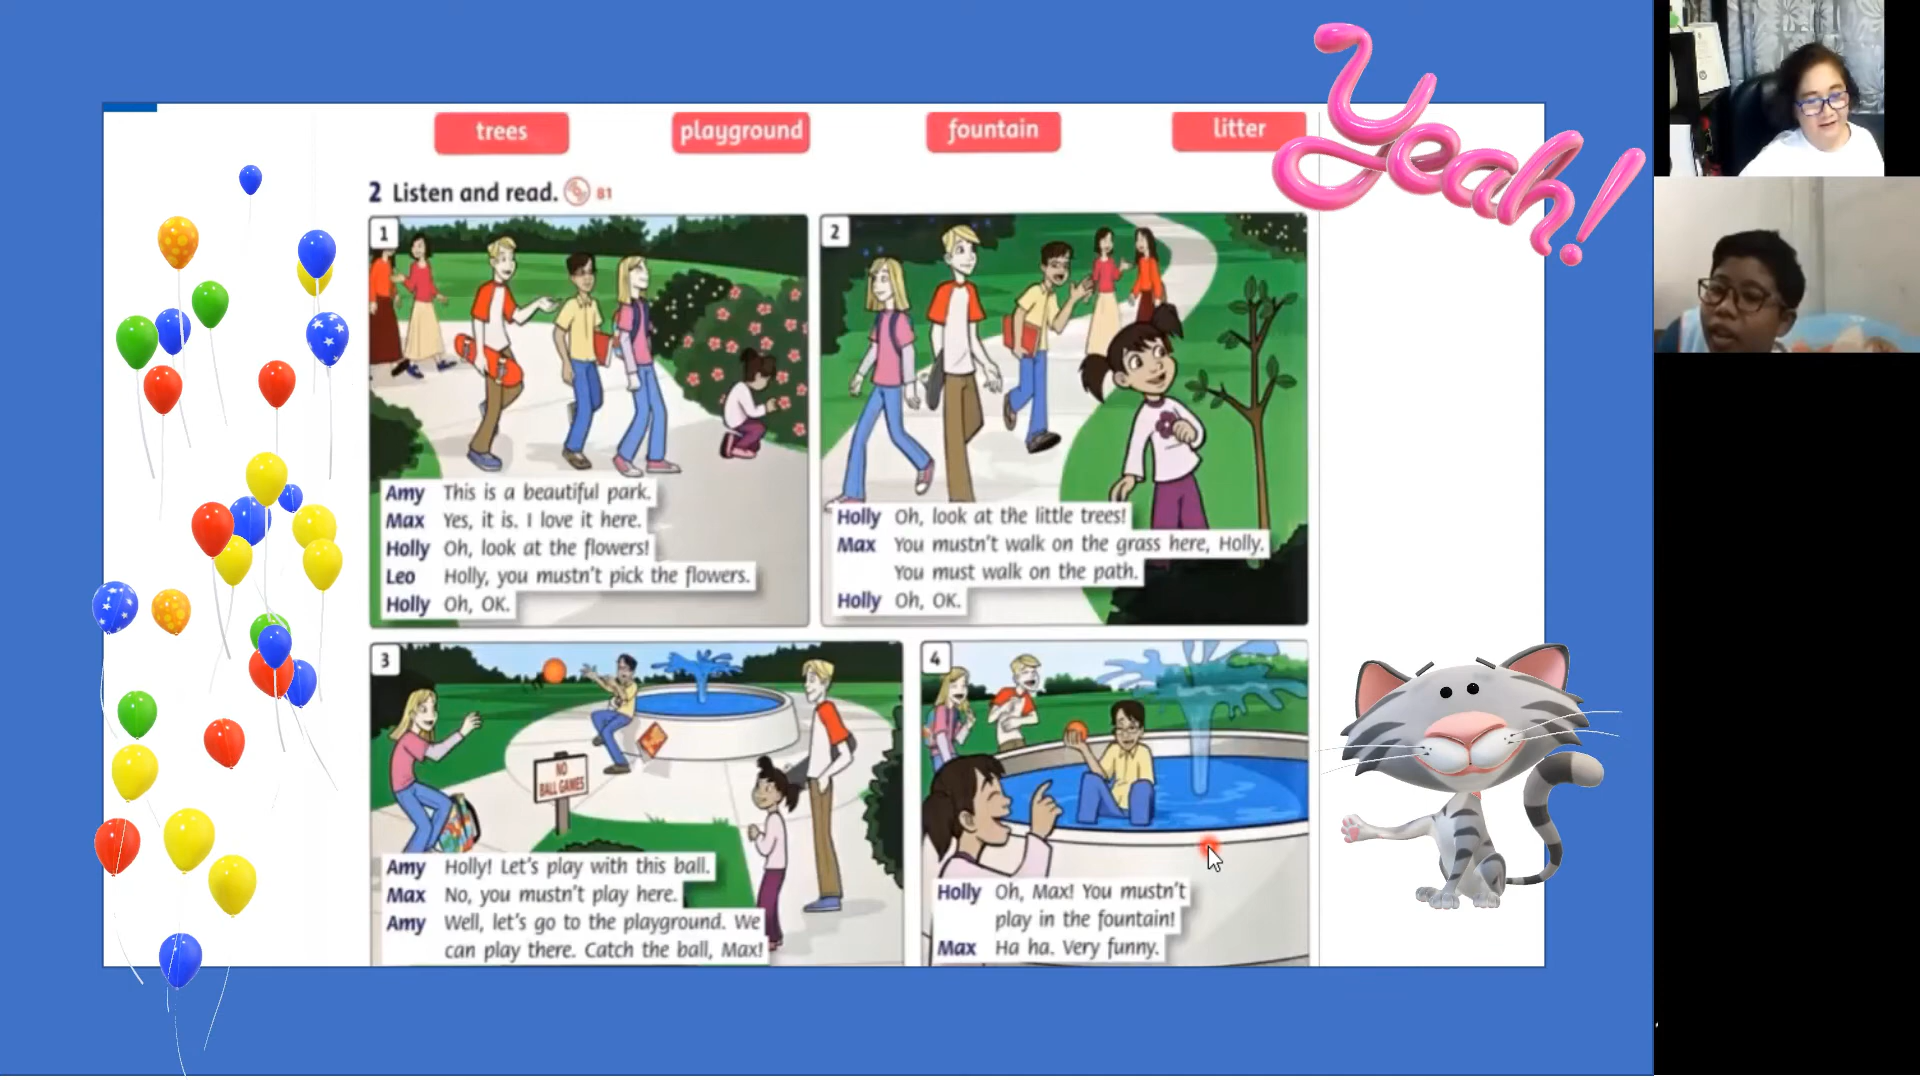 trees playground fountain litter
Yeah!
2 Listen and read. 81
1
Amy This is a beautiful park.
Max Yes, it is. I love it here.
Holly Oh, look at the flowers!
Leo Holly, you mustn't pick the flowers.
Holly Oh, OK.
2
Holly Oh, look at the little trees!
Max You mustn't walk on the grass here, Holly.
You must walk on the path.
Holly Oh, OK.
3
NO
BALL GAMES
Amy Holly! Let's play with this ball.
Max No, you mustn't play here.
Amy Well, let's go to the playground. We
can play there. Catch the ball, Max!
4
Holly Oh, Max! You mustn't
play in the fountain!
Max Ha ha. Very funny.